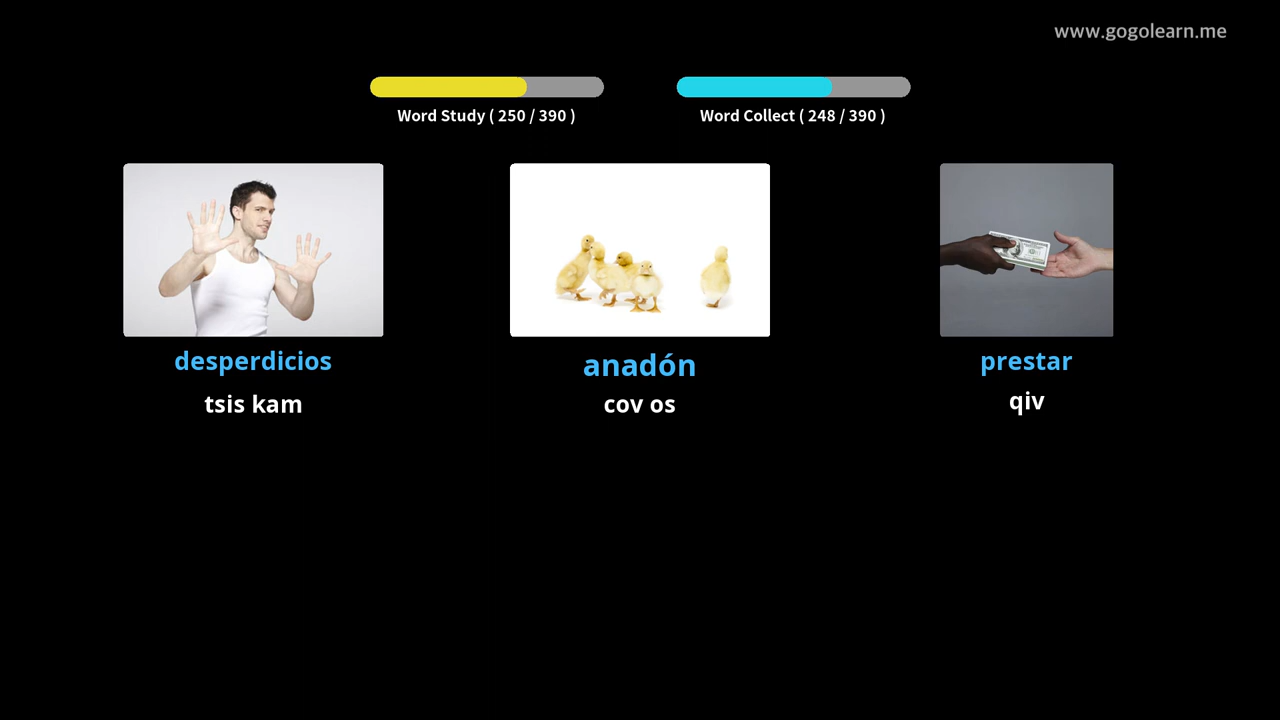 www.gogolearn.me
Word Study ( 250 / 390 )
Word Collect ( 248 / 390 )
desperdicios
tsis kam
anadón
cov os
prestar
qiv